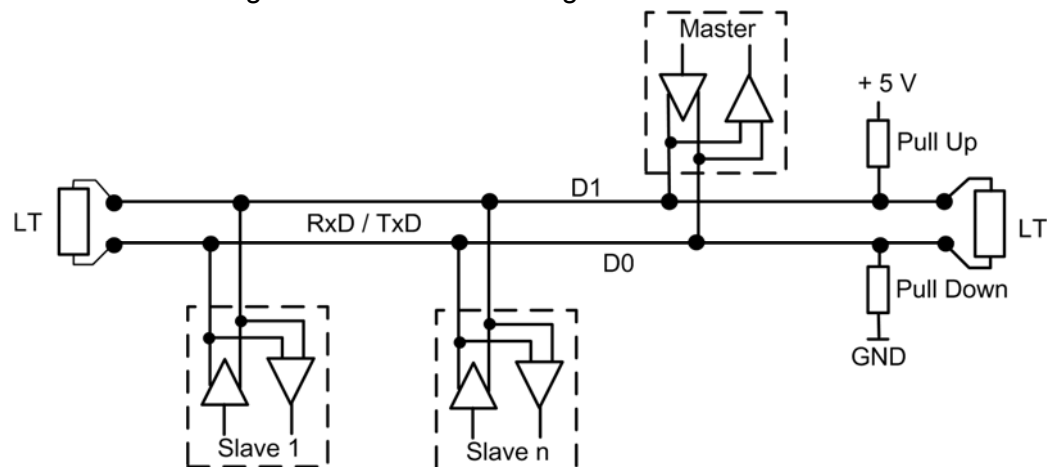 Master
+ 5 V
Pull Up
D1
LT
RxD / TxD
LT
D0
Pull Down
GND
Slave 1
Slave n